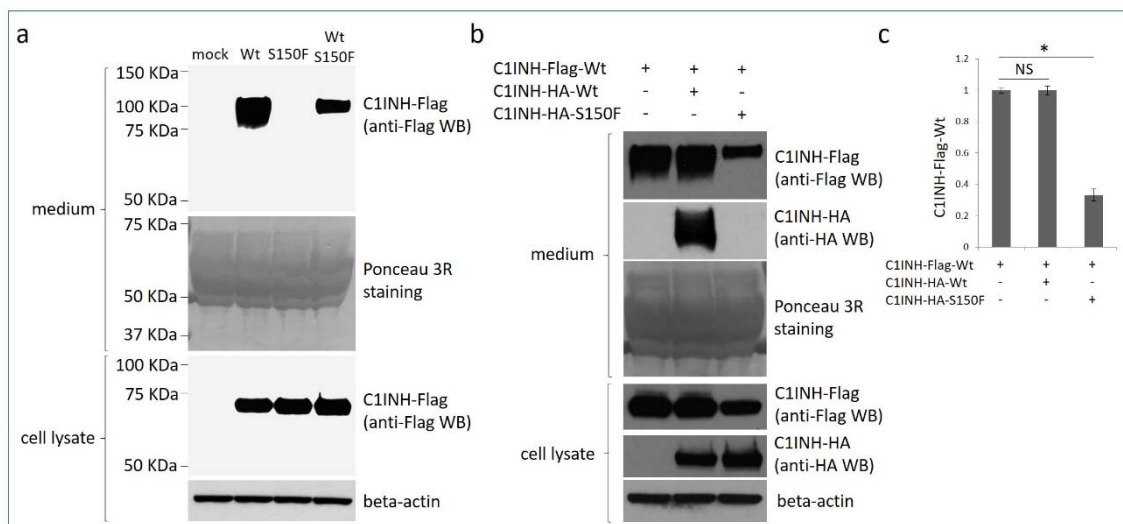 a
Wt
mock Wt S150F S150F
150 KDa
100 KDa
75 KDa
50 KDa
C1INH-Flag
(anti-Flag WB)
medium
75 KDa
50 KDa
37 KDa
Ponceau 3R
staining
100 KDa
75 KDa
50 KDa
C1INH-Flag
(anti-Flag WB)
cell lysate
beta-actin
b
C1INH-Flag-Wt + + +
C1INH-HA-Wt - + -
C1INH-HA-S150F - - +
C1INH-Flag
(anti-Flag WB)
C1INH-HA
(anti-HA WB)
medium
Ponceau 3R
staining
C1INH-Flag
(anti-Flag WB)
cell lysate
C1INH-HA
(anti-HA WB)
beta-actin
c
*
NS
1.2
1
0.8
0.6
0.4
0.2
0
C1INH-Flag-Wt
C1INH-Flag-Wt + + +
C1INH-HA-Wt - + -
C1INH-HA-S150F - - +